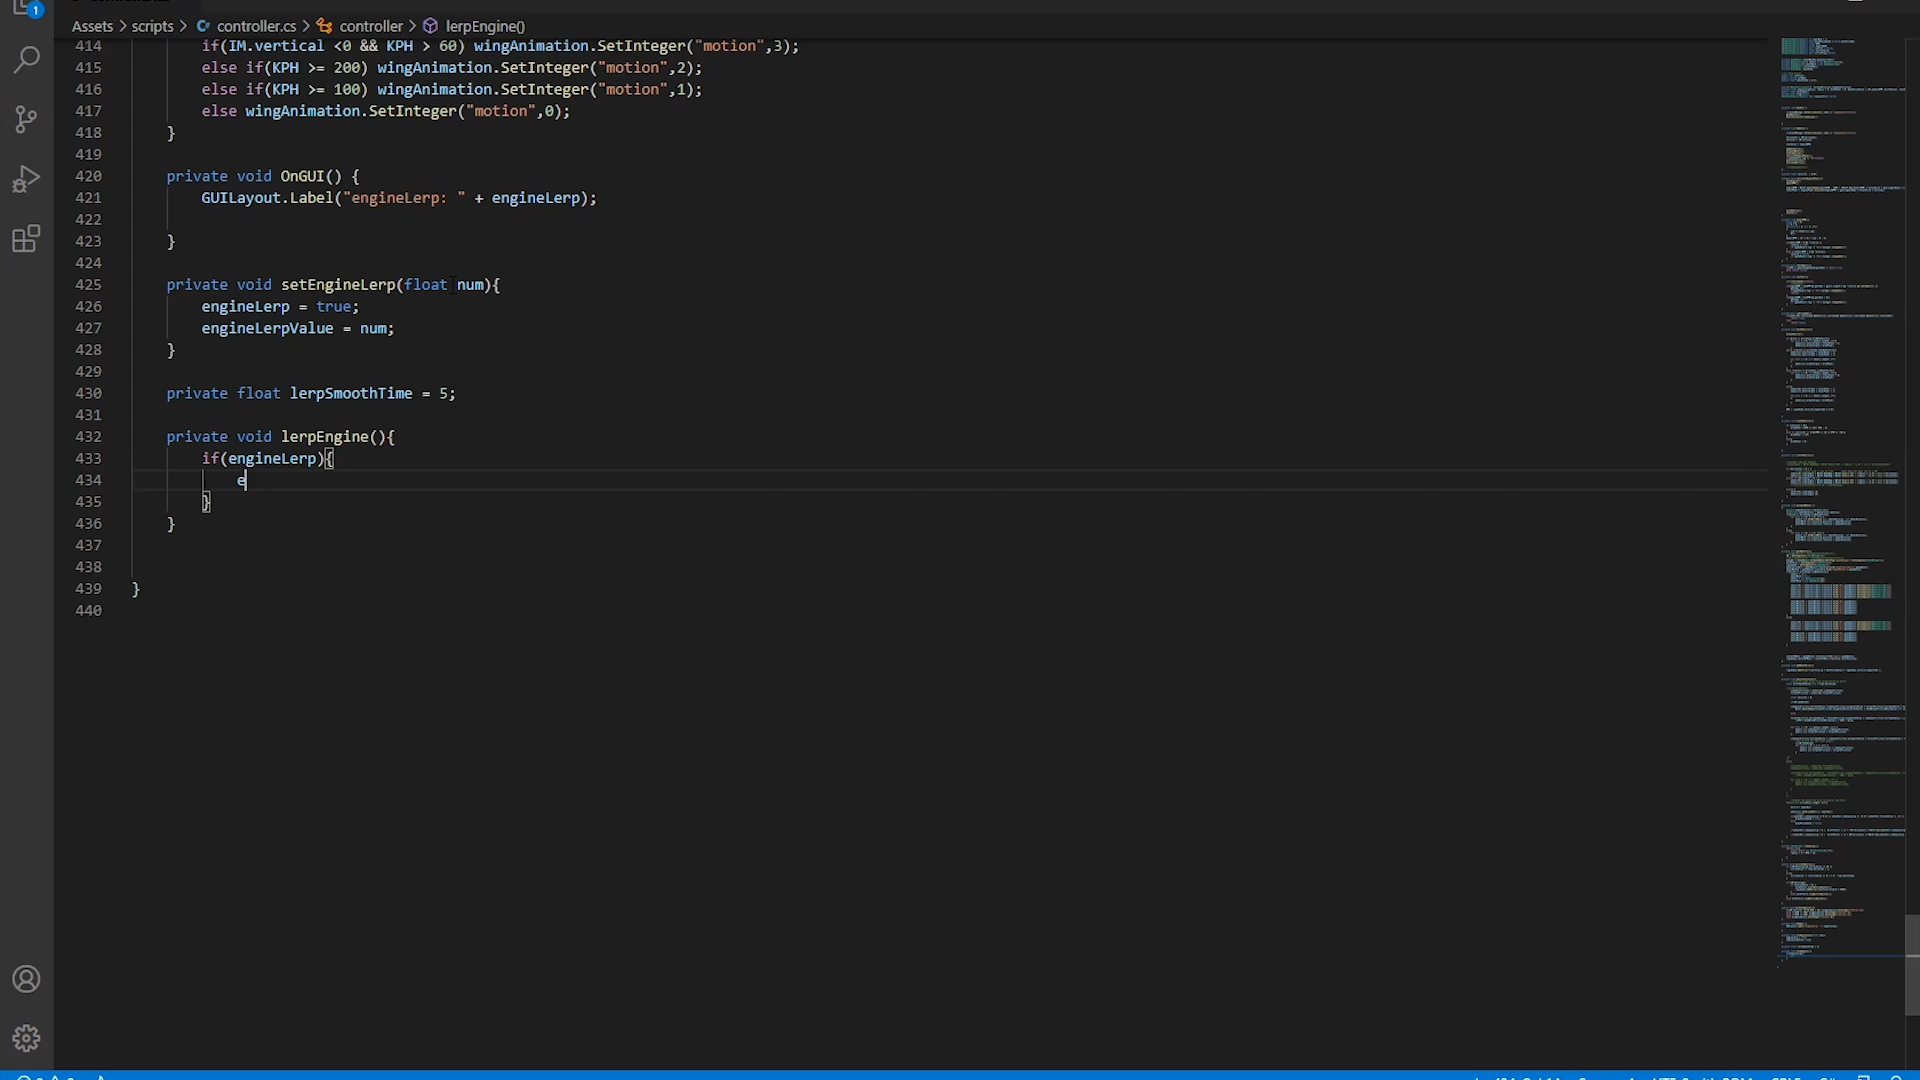 1
Assets > scripts > controller.cs > controller > lerpEngine()
414 if(IM.vertical <0 && KPH > 60) wingAnimation.SetInteger("motion",3);
415 else if(KPH >= 200) wingAnimation.SetInteger("motion",2);
416 else if(KPH >= 100) wingAnimation.SetInteger("motion",1);
417 else wingAnimation.SetInteger("motion",0);
418 }
419
420 private void OnGUI() {
421 GUILayout.Label("engineLerp: " + engineLerp);
422
423 }
424
425 private void setEngineLerp(float num){
426 engineLerp = true;
427 engineLerpValue = num;
428 }
429
430 private float lerpSmoothTime = 5;
431
432 private void lerpEngine(){
433 if(engineLerp){
434 e
435 }
436 }
437
438
439 }
440